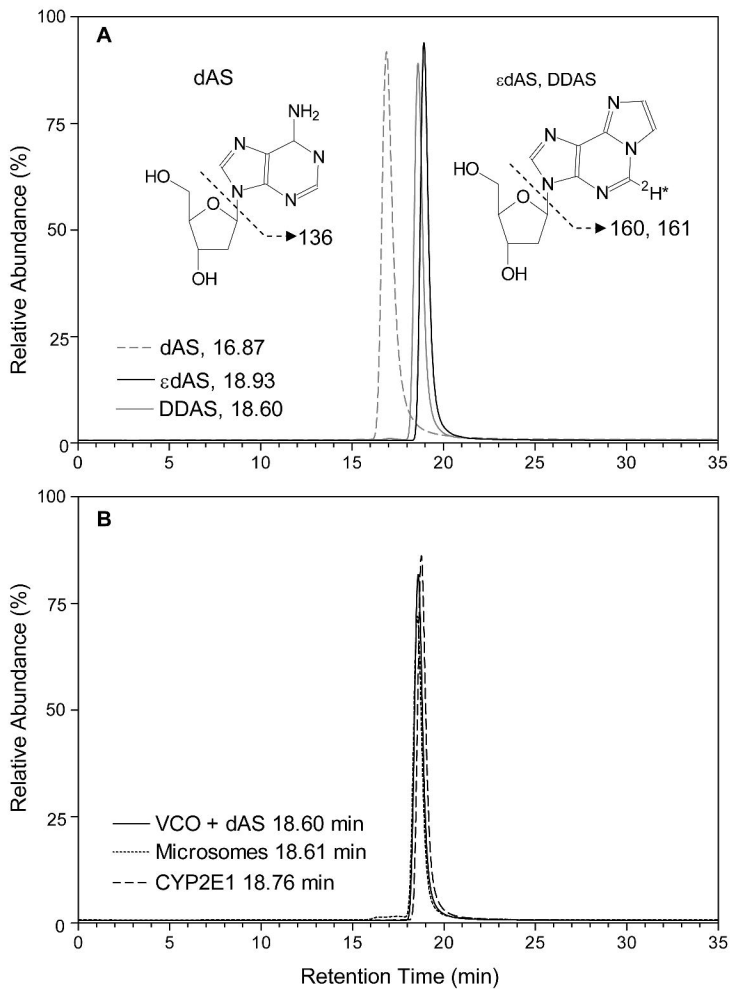 A
100
75
50
25
0
Relative Abundance (%)
dAS
NH₂
N
N
N
N
HO
O
OH
136
εdAS, DDAS
N
N
N
N
N
²H*
HO
O
OH
160, 161
dAS, 16.87
εdAS, 18.93
DDAS, 18.60
0 5 10 15 20 25 30 35
B
100
75
50
25
0
Relative Abundance (%)
VCO + dAS 18.60 min
Microsomes 18.61 min
CYP2E1 18.76 min
0 5 10 15 20 25 30 35
Retention Time (min)